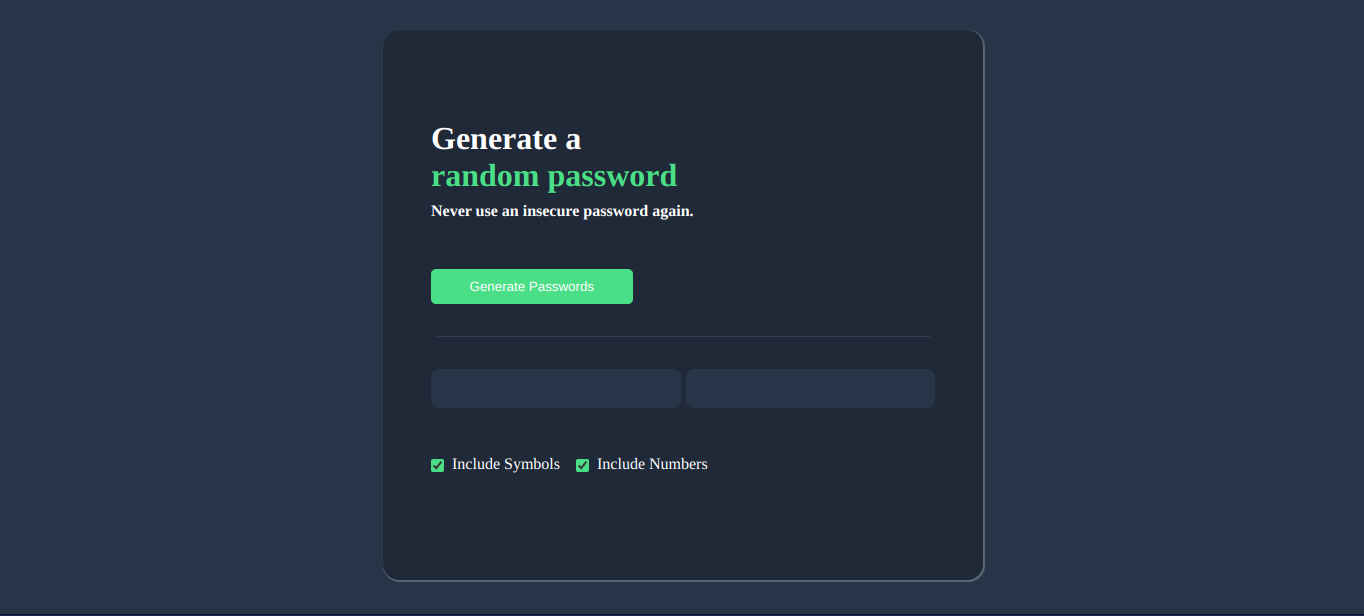 Generate a
random password
Never use an insecure password again.
Generate Passwords
Include Symbols Include Numbers